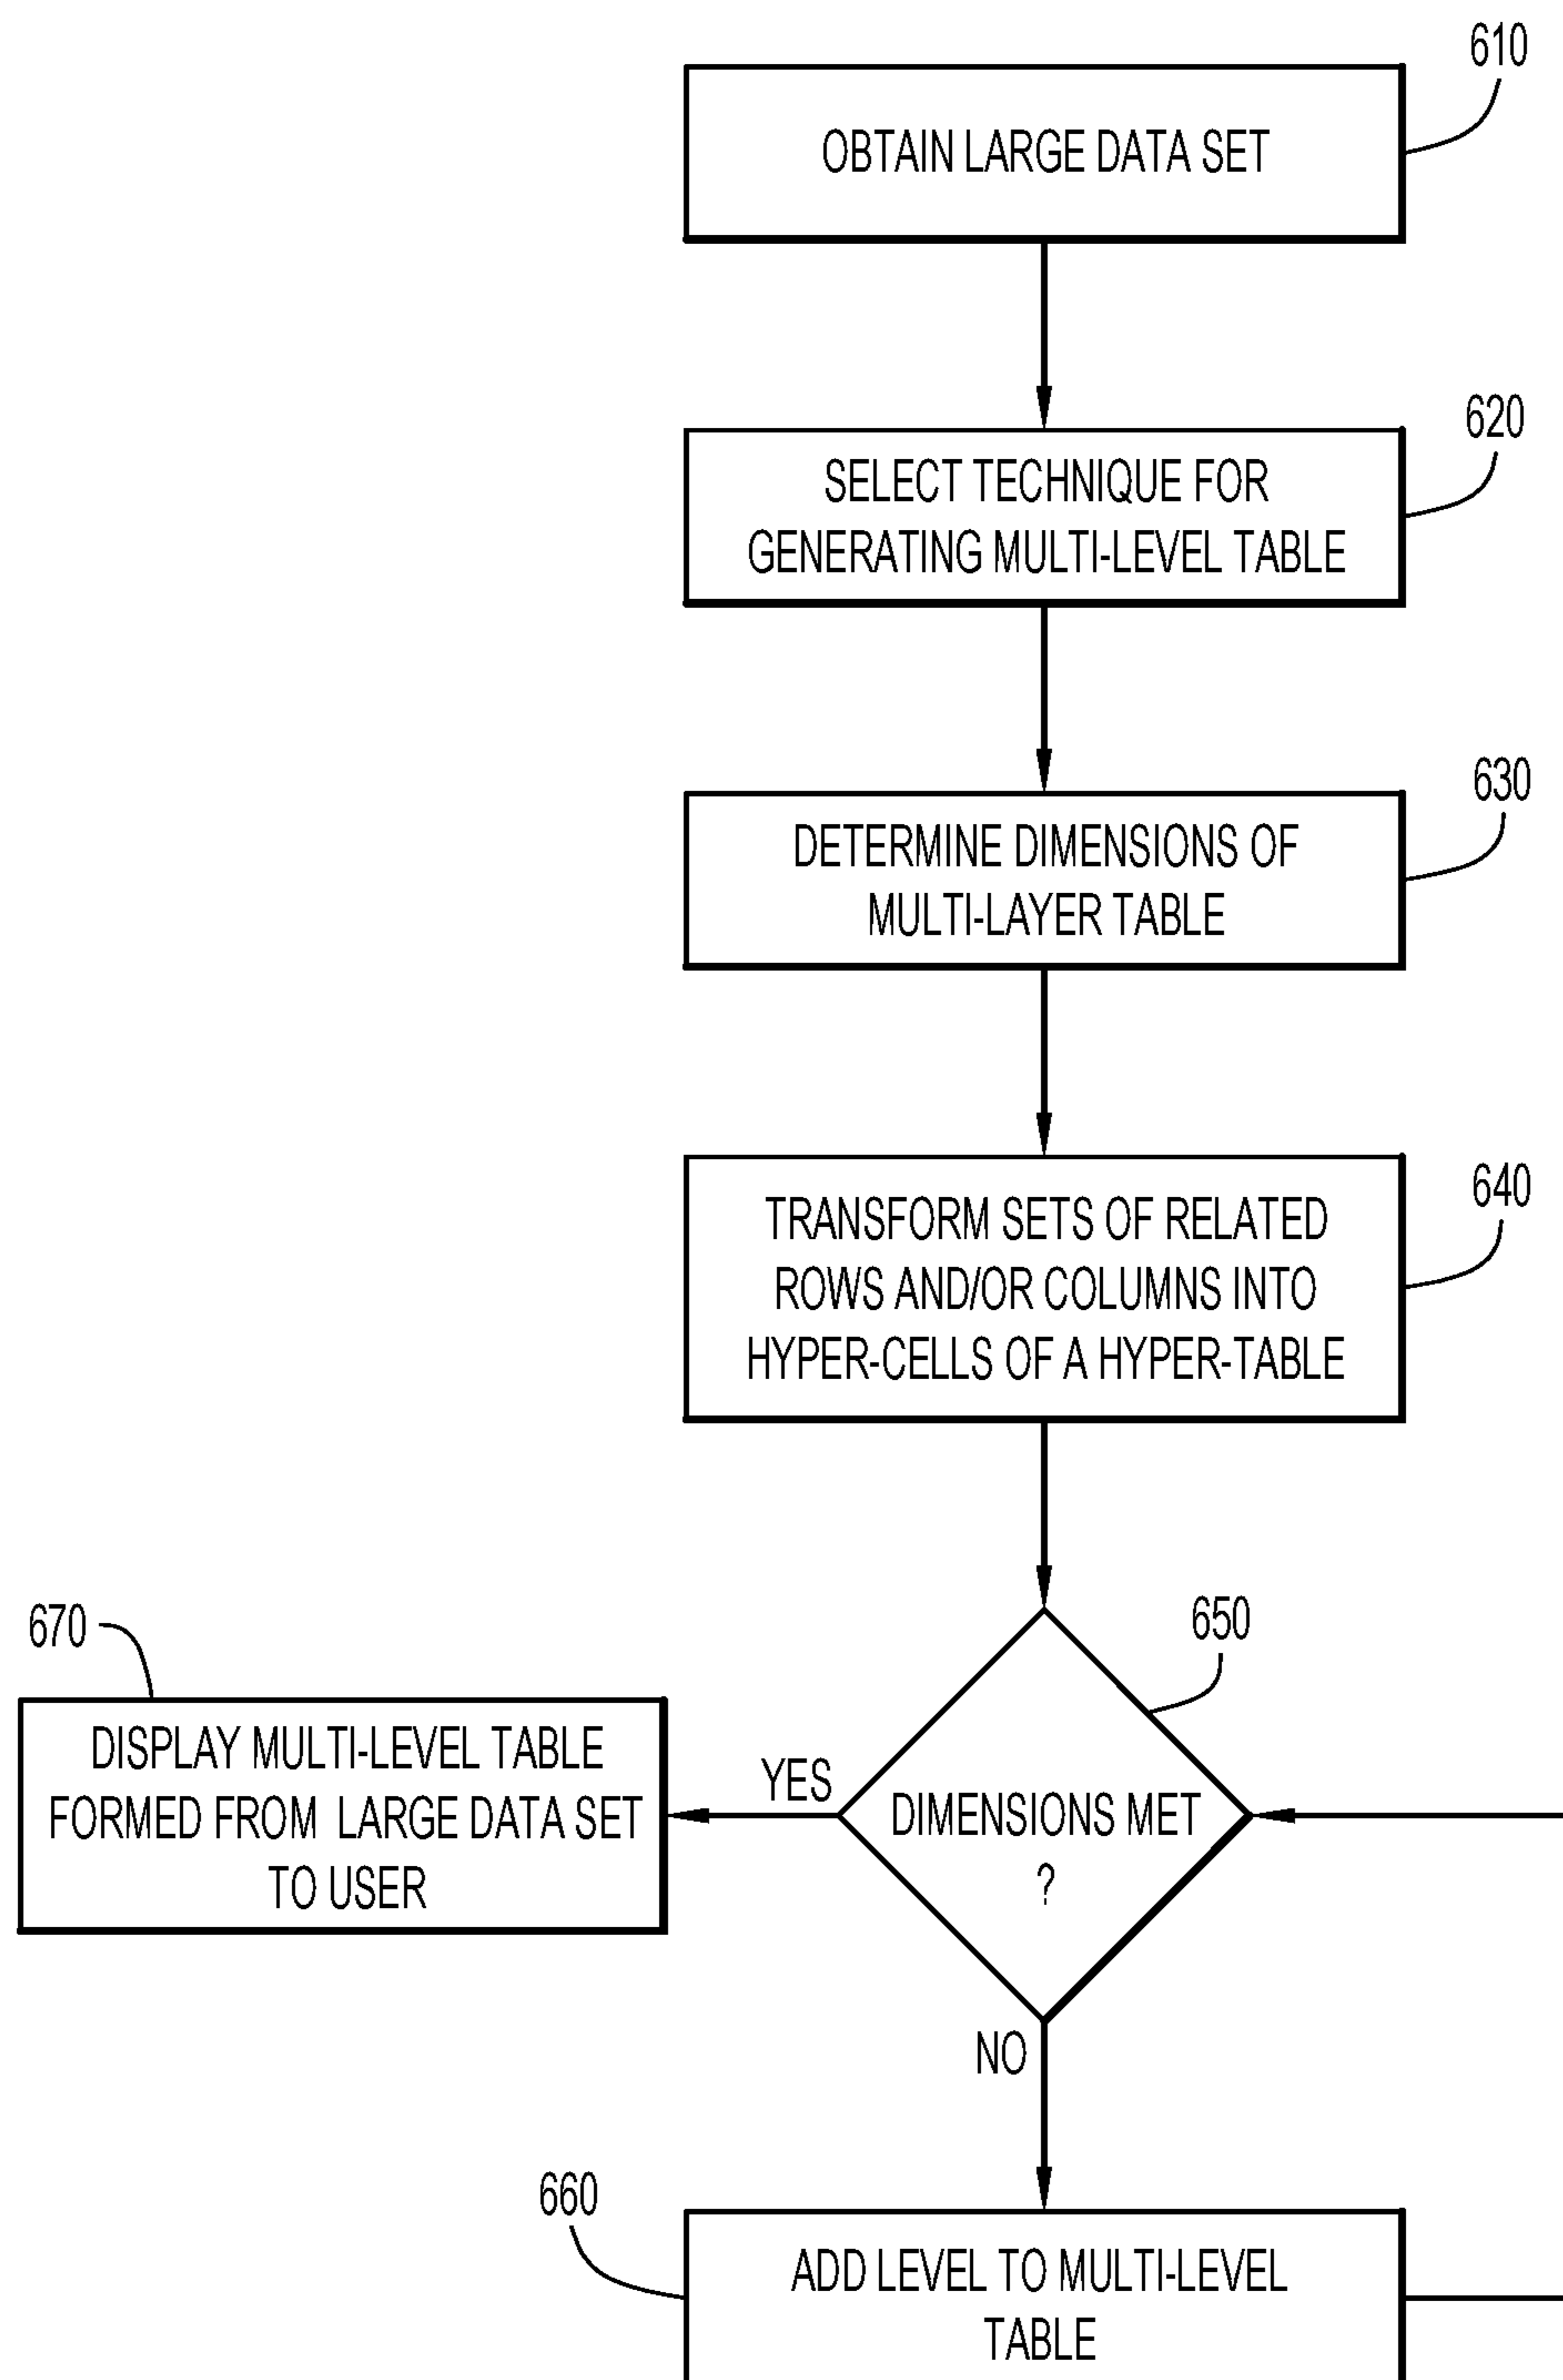 610
OBTAIN LARGE DATA SET
620
SELECT TECHNIQUE FOR
GENERATING MULTI-LEVEL TABLE
630
DETERMINE DIMENSIONS OF
MULTI-LAYER TABLE
640
TRANSFORM SETS OF RELATED
ROWS AND/OR COLUMNS INTO
HYPER-CELLS OF A HYPER-TABLE
650
DIMENSIONS MET
?
YES
670
DISPLAY MULTI-LEVEL TABLE
FORMED FROM LARGE DATA SET
TO USER
NO
660
ADD LEVEL TO MULTI-LEVEL
TABLE